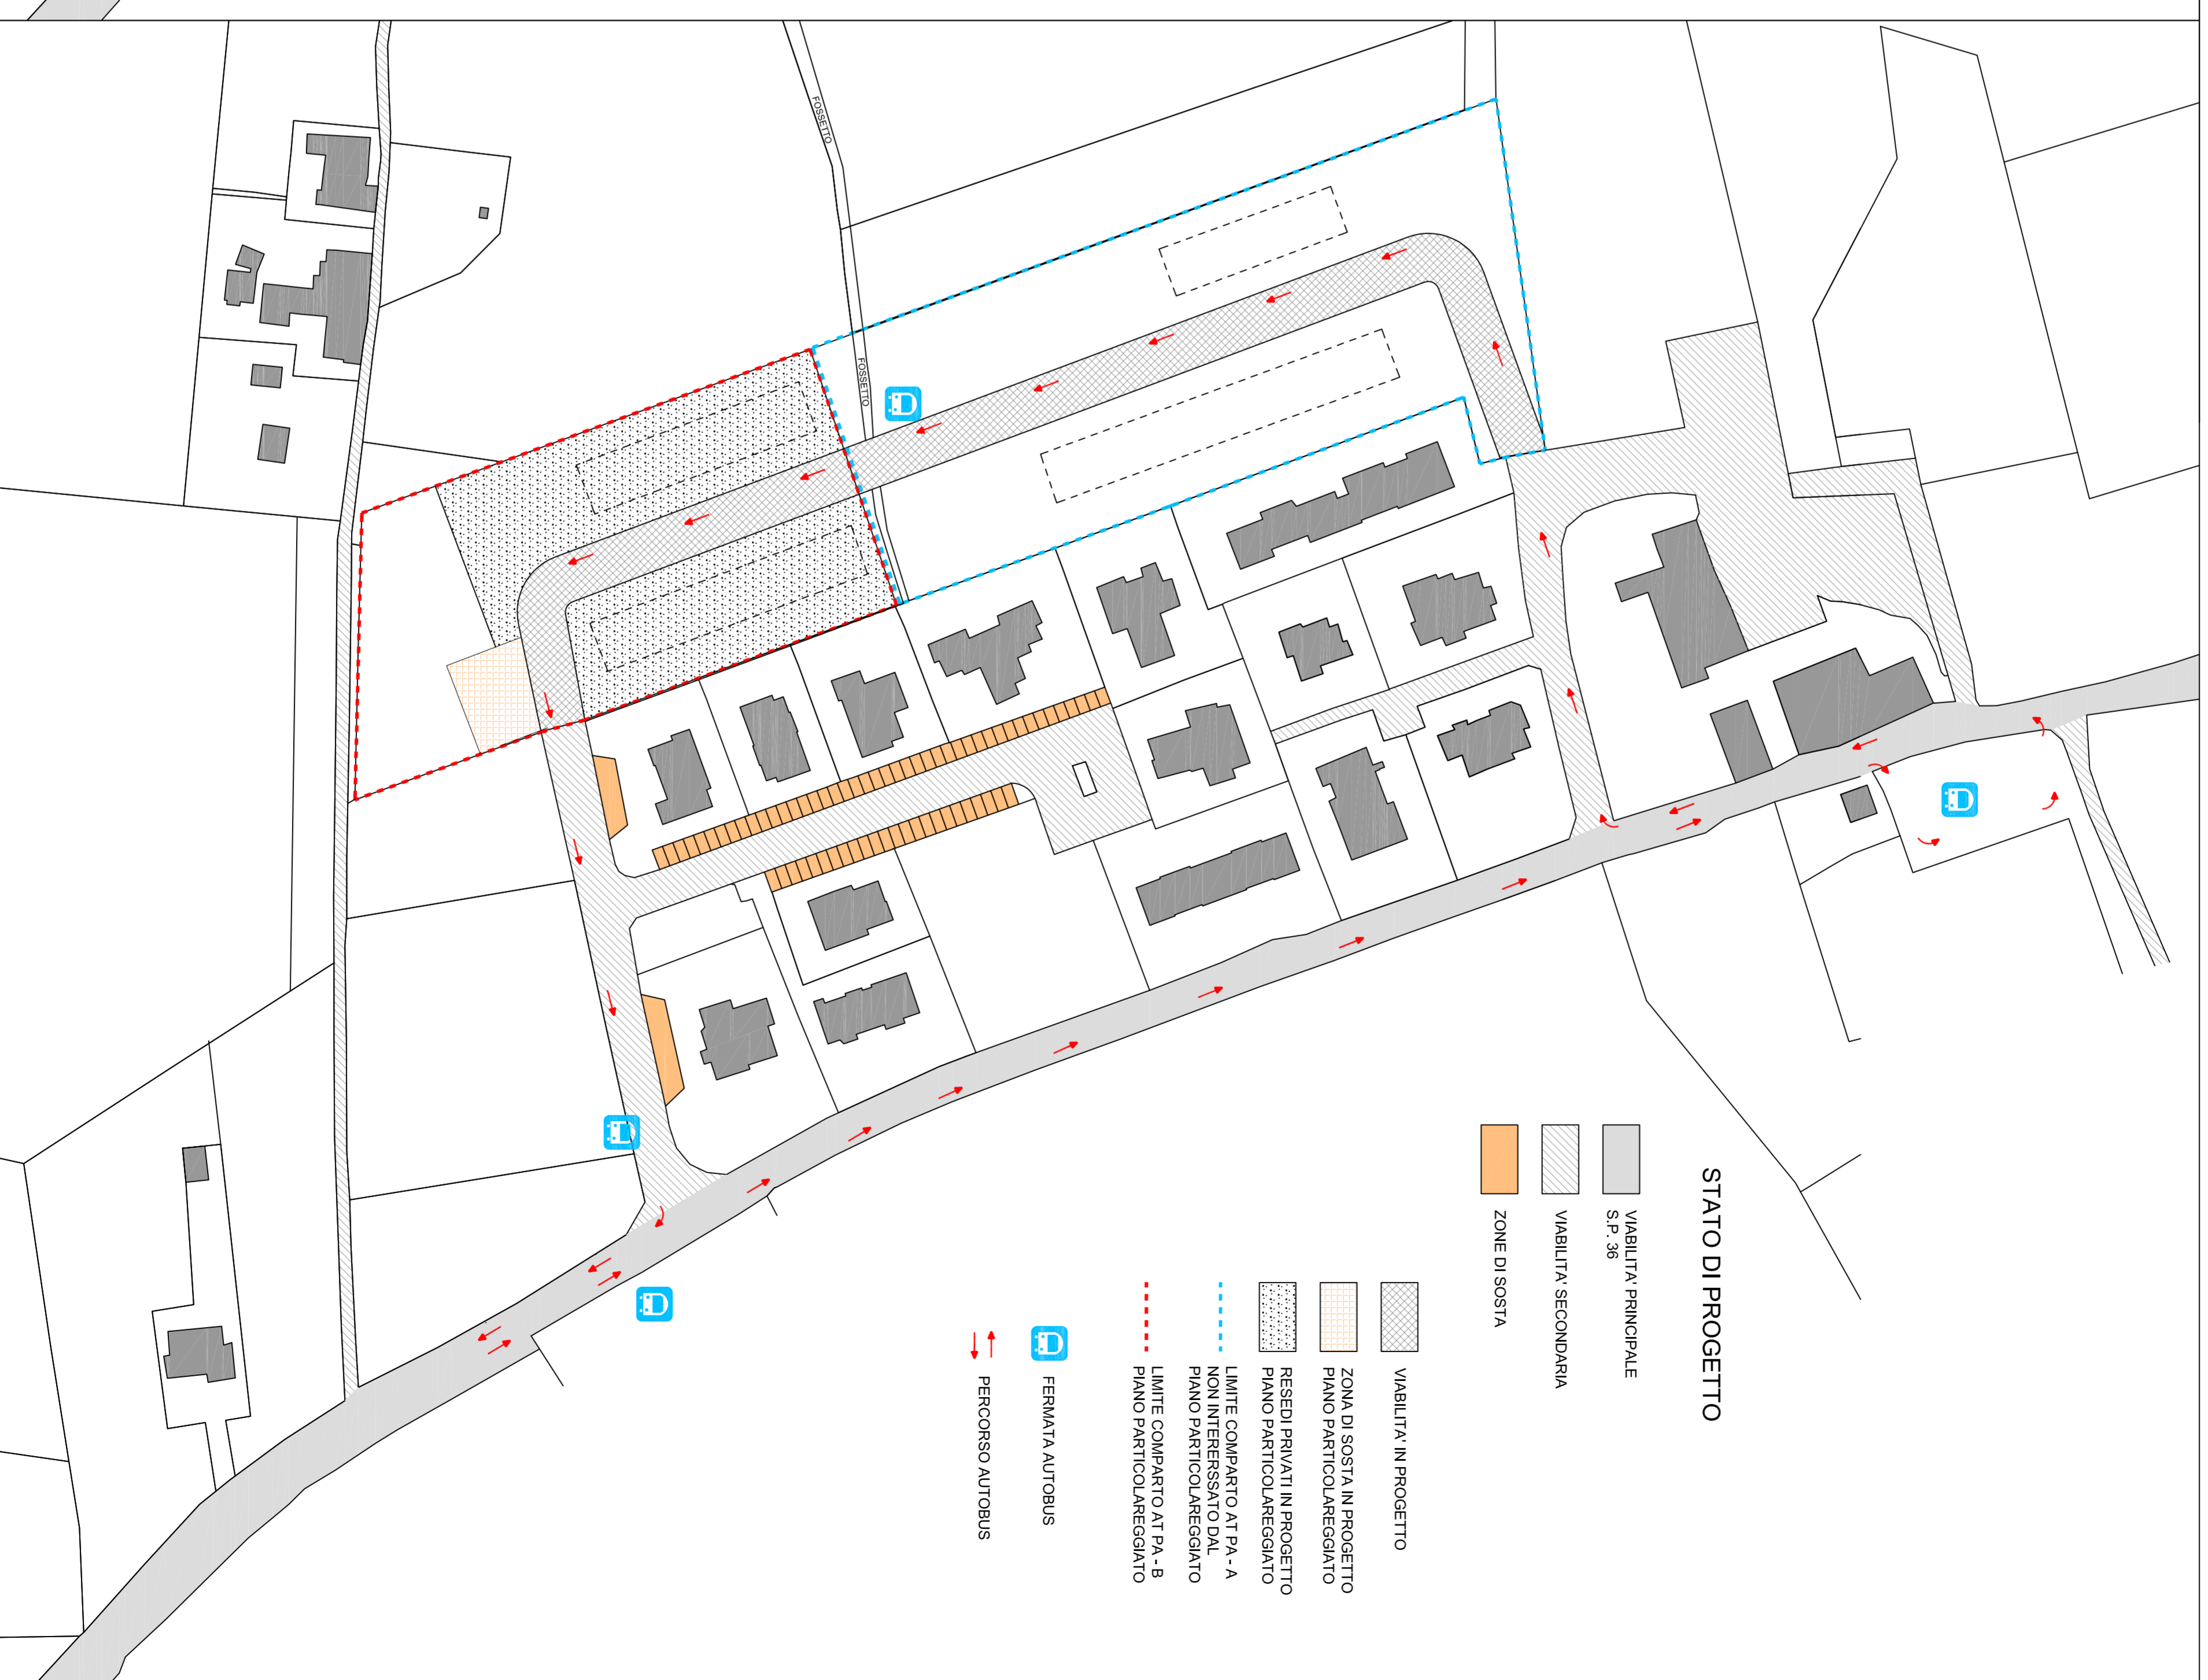 STATO DI PROGETTO
VIABILITA' PRINCIPALE
S.P. 36
VIABILITA' SECONDARIA
ZONE DI SOSTA
VIABILITA' IN PROGETTO
ZONA DI SOSTA IN PROGETTO
PIANO PARTICOLAREGGIATO
RESEDI PRIVATI IN PROGETTO
PIANO PARTICOLAREGGIATO
LIMITE COMPARTO AT PA - A
NON INTERERSSATO DAL
PIANO PARTICOLAREGGIATO
LIMITE COMPARTO AT PA - B
PIANO PARTICOLAREGGIATO
FERMATA AUTOBUS
PERCORSO AUTOBUS
FOSSETTO
FOSSETTO